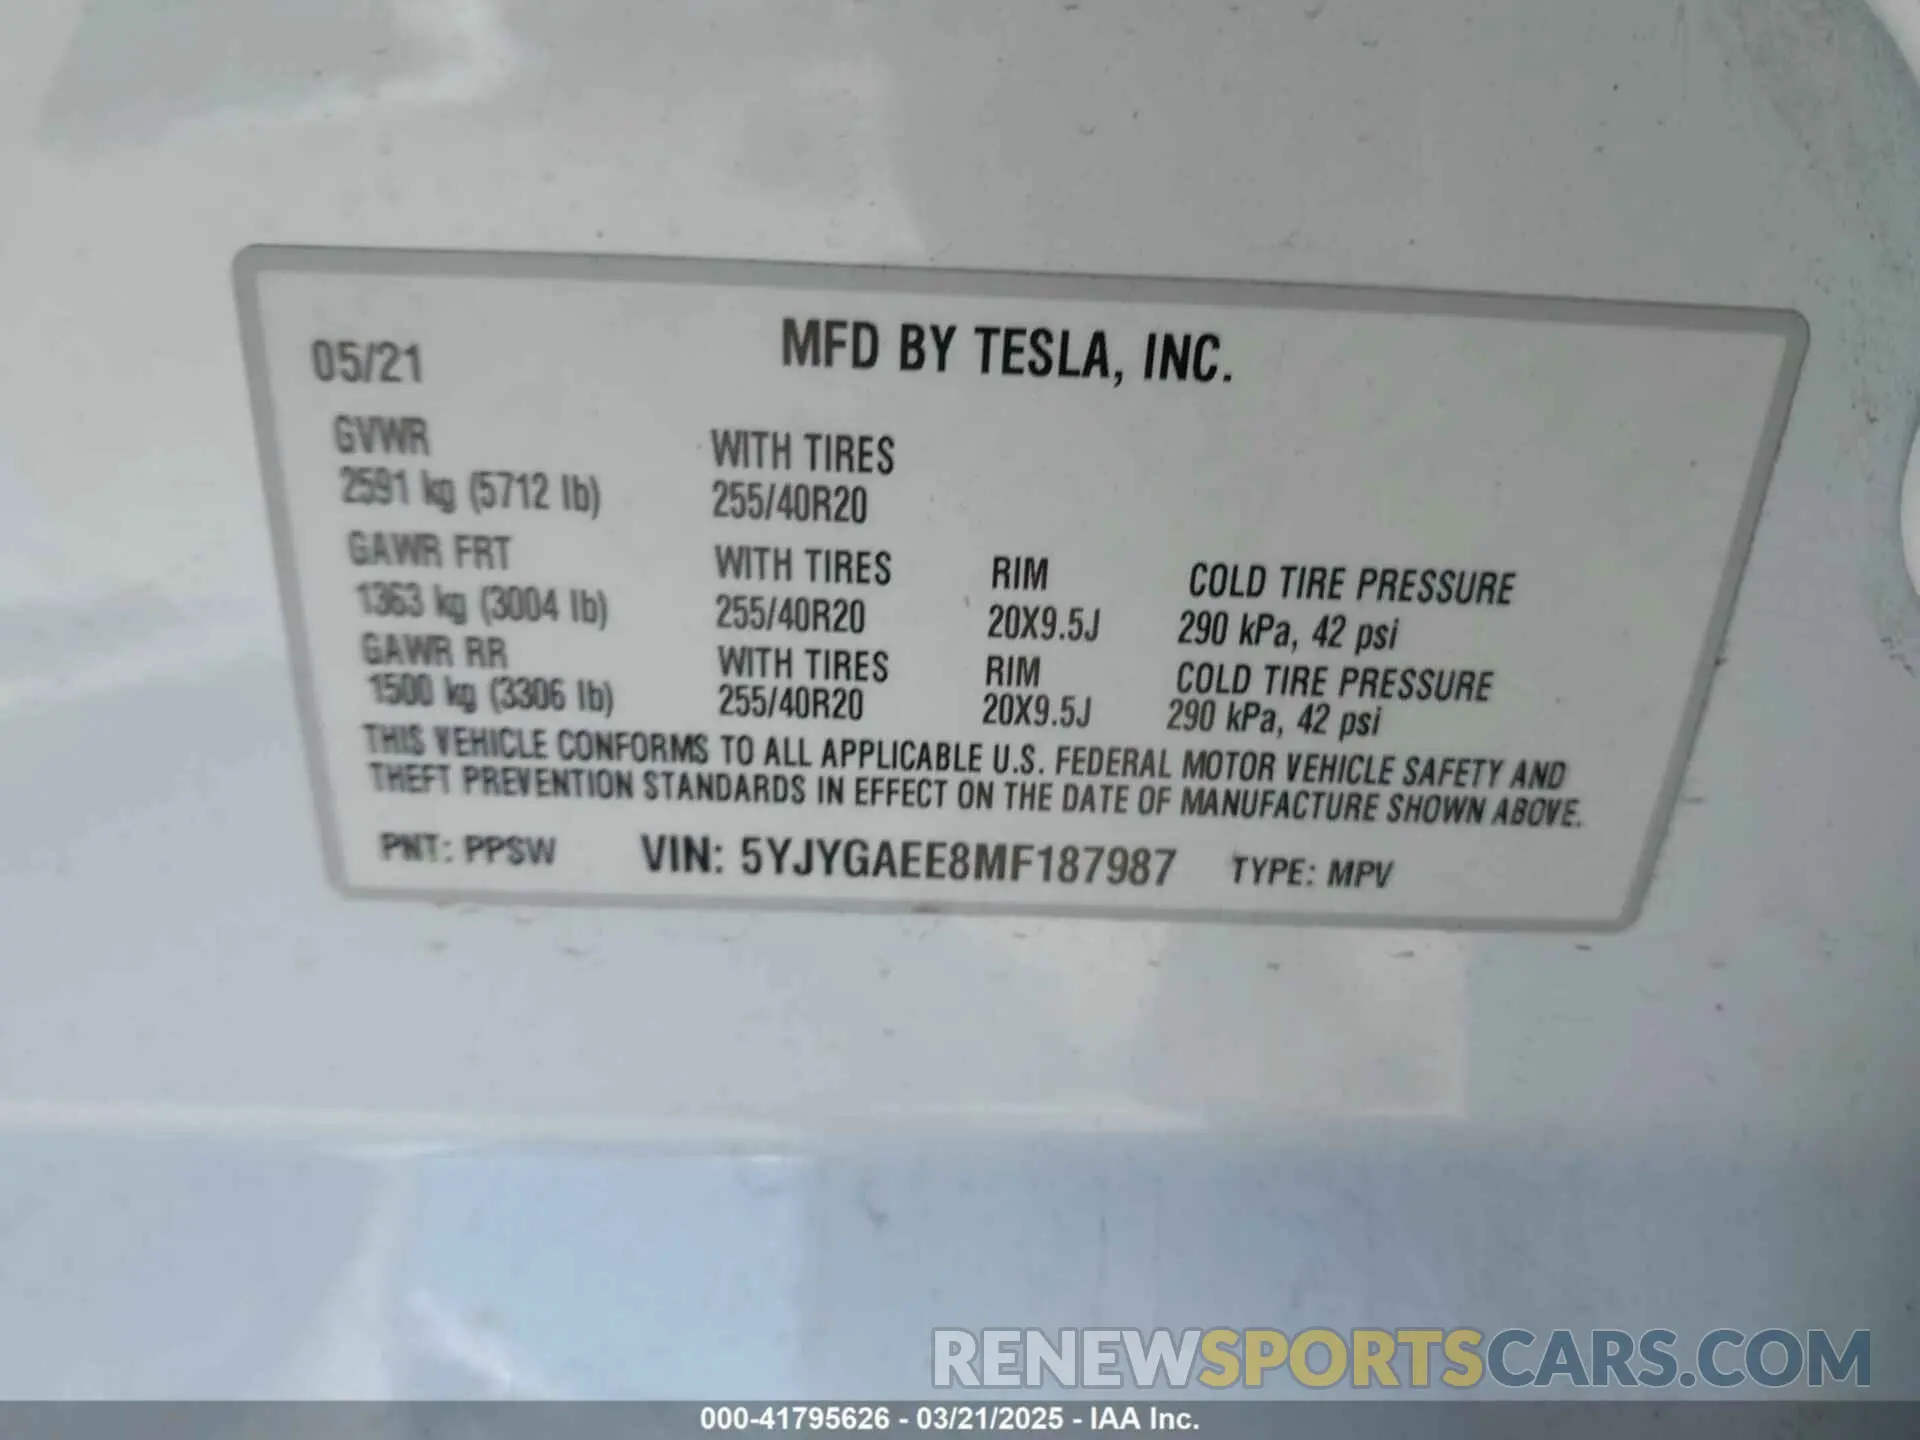 05/21 MFD BY TESLA, INC.
GVWR WITH TIRES
2591 kg (5712 lb) 255/40R20
GAWR FRT WITH TIRES RIM COLD TIRE PRESSURE
1363 kg (3004 lb) 255/40R20 20X9.5J 290 kPa, 42 psi
GAWR RR WITH TIRES RIM COLD TIRE PRESSURE
1500 kg (3306 lb) 255/40R20 20X9.5J 290 kPa, 42 psi
THIS VEHICLE CONFORMS TO ALL APPLICABLE U.S. FEDERAL MOTOR VEHICLE SAFETY AND
THEFT PREVENTION STANDARDS IN EFFECT ON THE DATE OF MANUFACTURE SHOWN ABOVE.
PNT: PPSW VIN: 5YJYGAEE8MF187987 TYPE: MPV
RENEWSPORTSCARS.COM
000-41795626 - 03/21/2025 - IAA Inc.